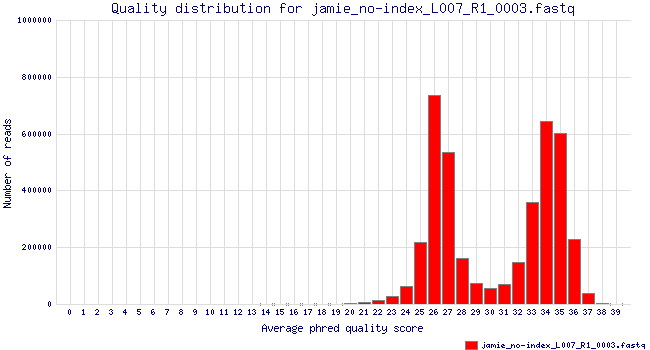 Quality distribution for jamie_no-index_L007_R1_0003.fastq
1000000
800000
600000
400000
200000
0
Number of reads
0 1 2 3 4 5 6 7 8 9 10 11 12 13 14 15 16 17 18 19 20 21 22 23 24 25 26 27 28 29 30 31 32 33 34 35 36 37 38 39
Average phred quality score
jamie_no-index_L007_R1_0003.fastq